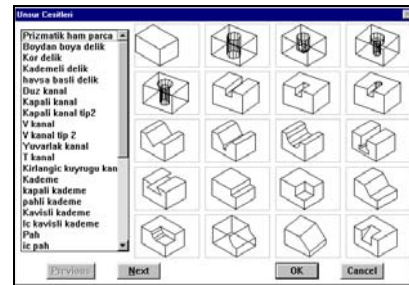 Unsur Cesitleri
Prizmatik ham parca
Boydan boya delik
Kor delik
Kademeli delik
havsa basli delik
Duz kanal
Kapali kanal
Kapali kanal tip2
V kanal
V kanal tip 2
Yuvarlak kanal
T kanal
Kirlangic kuyrugu kan
Kademe
kapali kademe
pahli kademe
Kavisli kademe
Ic kavisli kademe
Pah
ic pah
Previous
Next
OK
Cancel